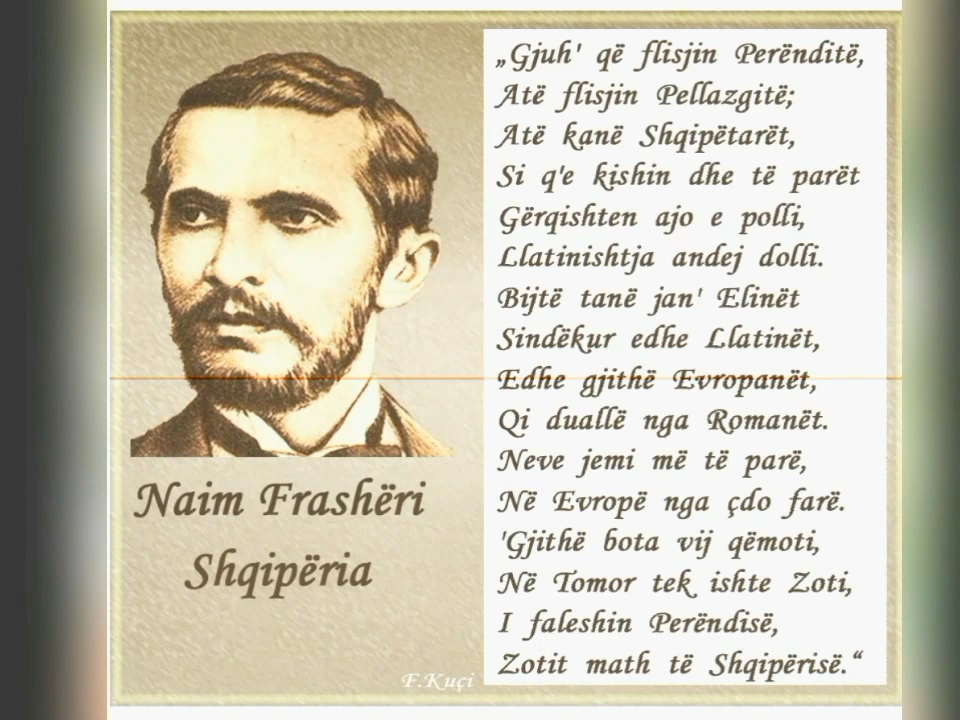 „Gjuh' që flisjin Perënditë,
Atë flisjin Pellazgitë;
Atë kanë Shqipëtarët,
Si q'e kishin dhe të parët
Gërqishten ajo e polli,
Llatinishtja andej dolli.
Bijtë tanë jan' Elinët
Sindëkur edhe Llatinët,
Edhe gjithë Evropanët,
Qi duallë nga Romanët.
Neve jemi më të parë,
Në Evropë nga çdo farë.
'Gjithë bota vij qëmoti,
Në Tomor tek ishte Zoti,
I faleshin Perëndisë,
Zotit math të Shqipërisë.“
Naim Frashëri
Shqipëria
F.Kuçi